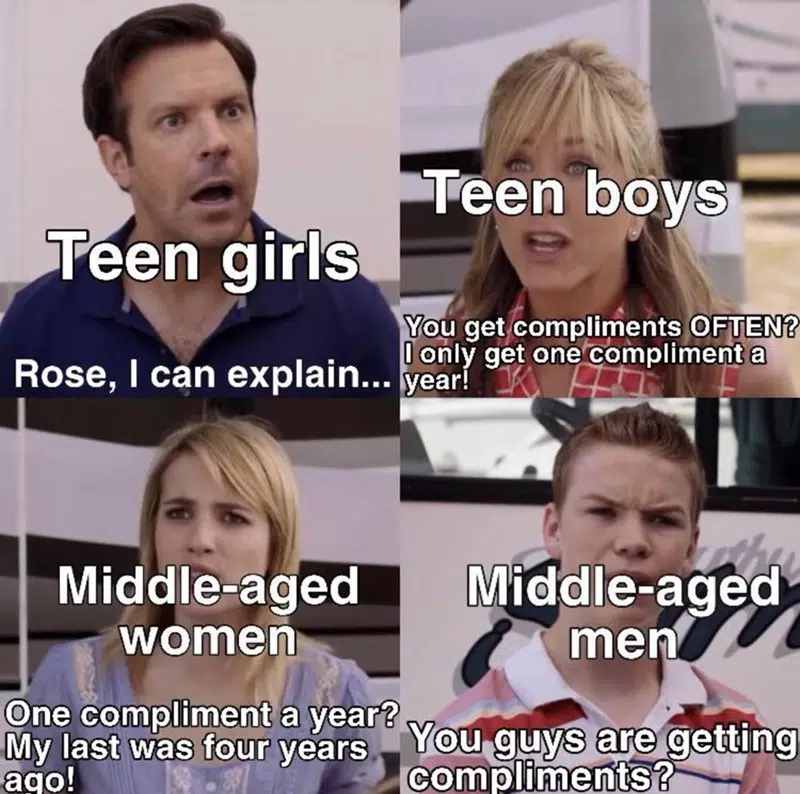 Teen girls
Rose, I can explain...
Teen boys
You get compliments OFTEN?
I only get one compliment a
year!
Middle-aged
women
One compliment a year?
My last was four years
ago!
Middle-aged
men
You guys are getting
compliments?